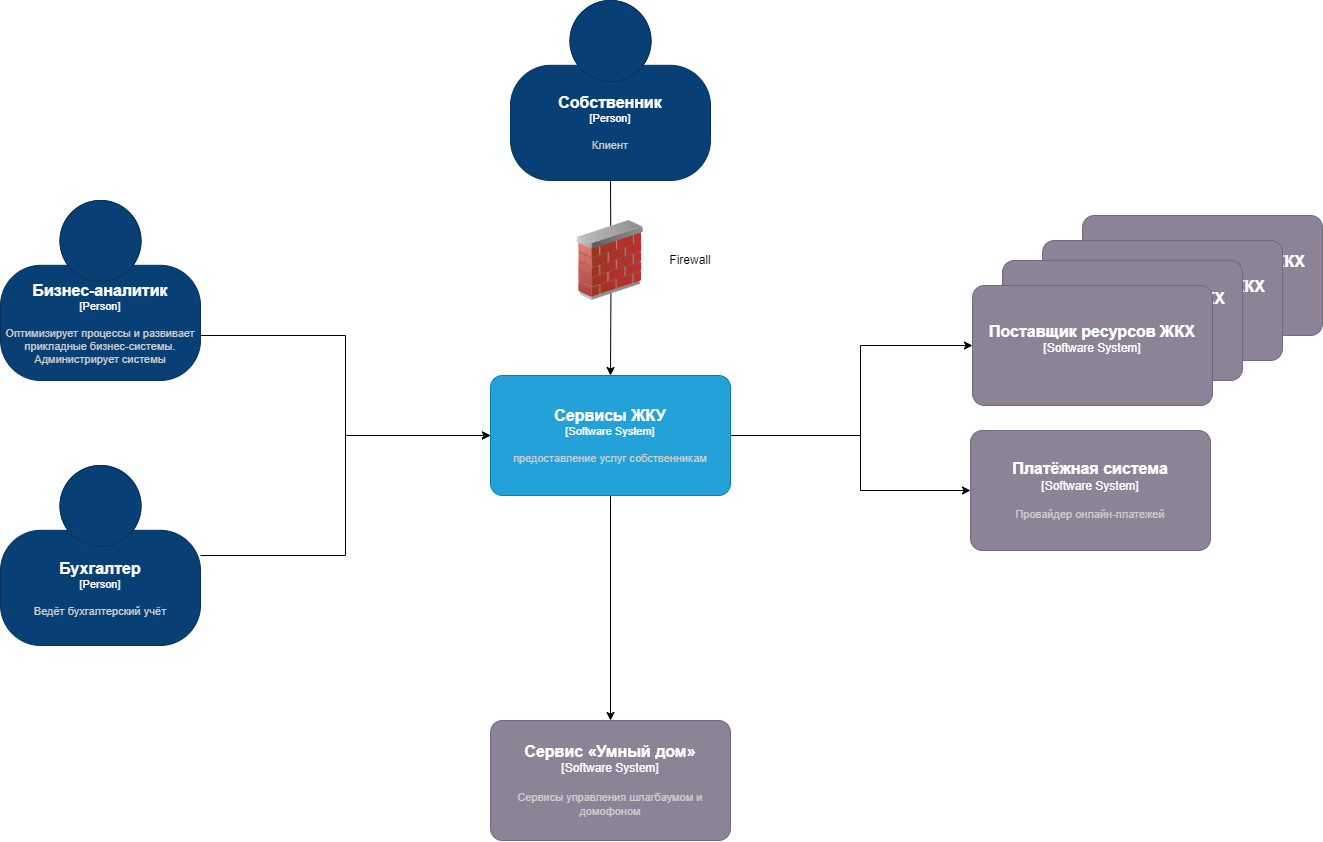 Собственник
[Person]
Клиент
Firewall
Бизнес-аналитик
[Person]
Оптимизирует процессы и развивает
прикладные бизнес-системы.
Администрирует системы
Бухгалтер
[Person]
Ведёт бухгалтерский учёт
Сервисы ЖКУ
[Software System]
предоставление услуг собственникам
ЖКХ
КХ
Х
Поставщик ресурсов ЖКХ
[Software System]
Платёжная система
[Software System]
Провайдер онлайн-платежей
Сервис «Умный дом»
[Software System]
Сервисы управления шлагбаумом и
домофоном